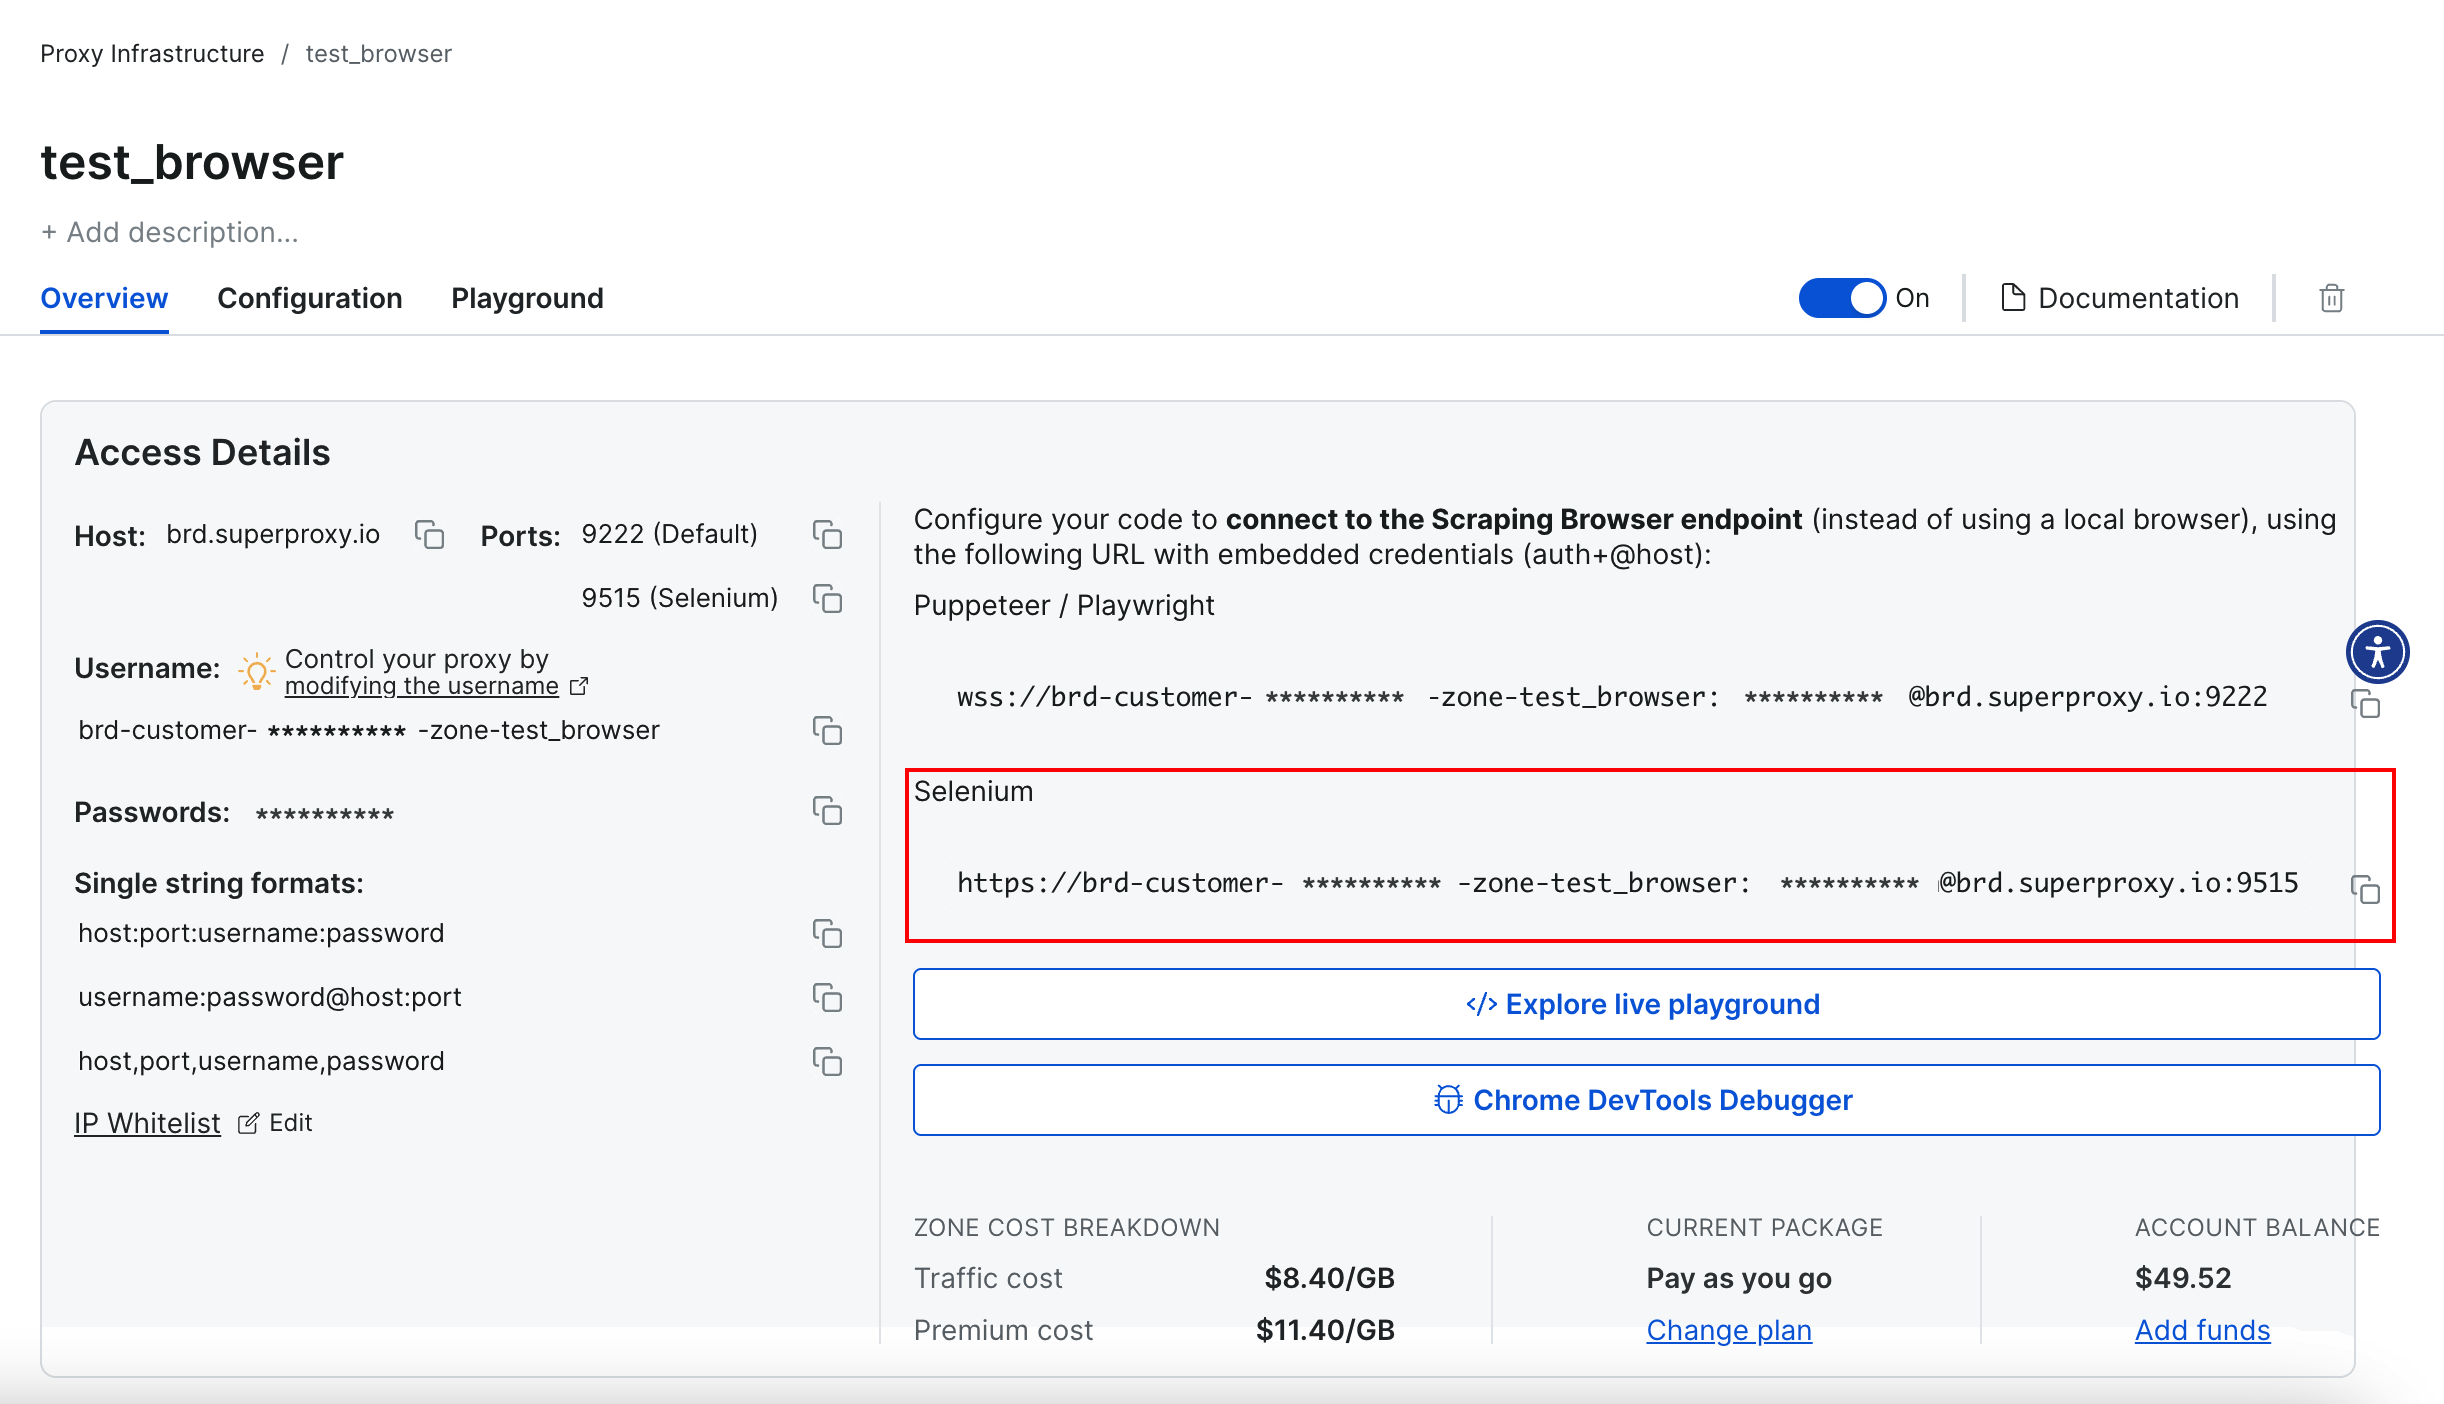 Proxy Infrastructure / test_browser
test_browser
+ Add description...
Overview Configuration Playground
On Documentation
Access Details
Host: brd.superproxy.io Ports: 9222 (Default)
9515 (Selenium)
Username: Control your proxy by
modifying the username
brd-customer- ********** -zone-test_browser
Passwords: **********
Single string formats:
host:port:username:password
username:password@host:port
host,port,username,password
IP Whitelist Edit
Configure your code to connect to the Scraping Browser endpoint (instead of using a local browser), using
the following URL with embedded credentials (auth+@host):
Puppeteer / Playwright
wss://brd-customer- ********** -zone-test_browser: ********** @brd.superproxy.io:9222
Selenium
https://brd-customer- ********** -zone-test_browser: ********** @brd.superproxy.io:9515
</> Explore live playground
Chrome DevTools Debugger
ZONE COST BREAKDOWN
Traffic cost $8.40/GB
Premium cost $11.40/GB
CURRENT PACKAGE
Pay as you go
Change plan
ACCOUNT BALANCE
$49.52
Add funds